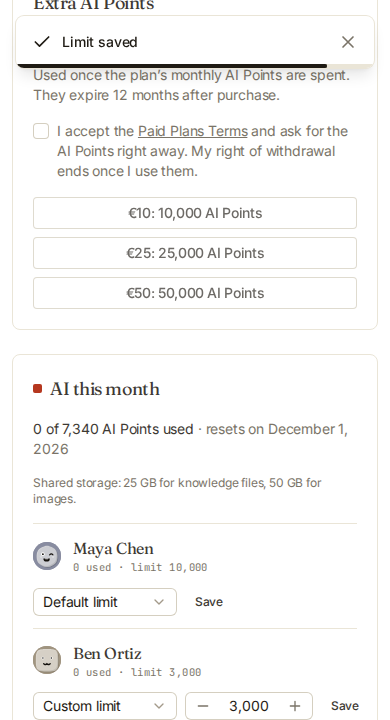 Extra AI Points
Limit saved
Used once the plan's monthly AI Points are spent.
They expire 12 months after purchase.
I accept the Paid Plans Terms and ask for the
AI Points right away. My right of withdrawal
ends once I use them.
€10: 10,000 AI Points
€25: 25,000 AI Points
€50: 50,000 AI Points
AI this month
0 of 7,340 AI Points used · resets on December 1,
2026
Shared storage: 25 GB for knowledge files, 50 GB for
images.
Maya Chen
0 used · limit 10,000
Default limit Save
Ben Ortiz
0 used · limit 3,000
Custom limit − 3,000 + Save